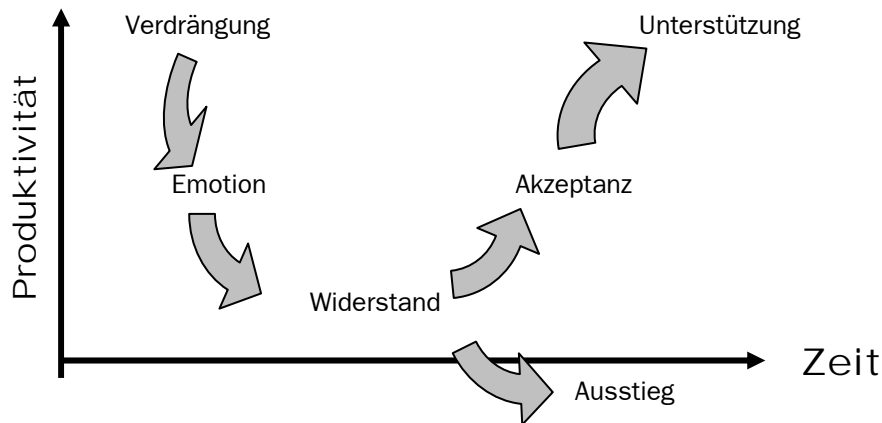 Verdrängung
Unterstützung
Produktivität
Emotion
Akzeptanz
Widerstand
Zeit
Ausstieg